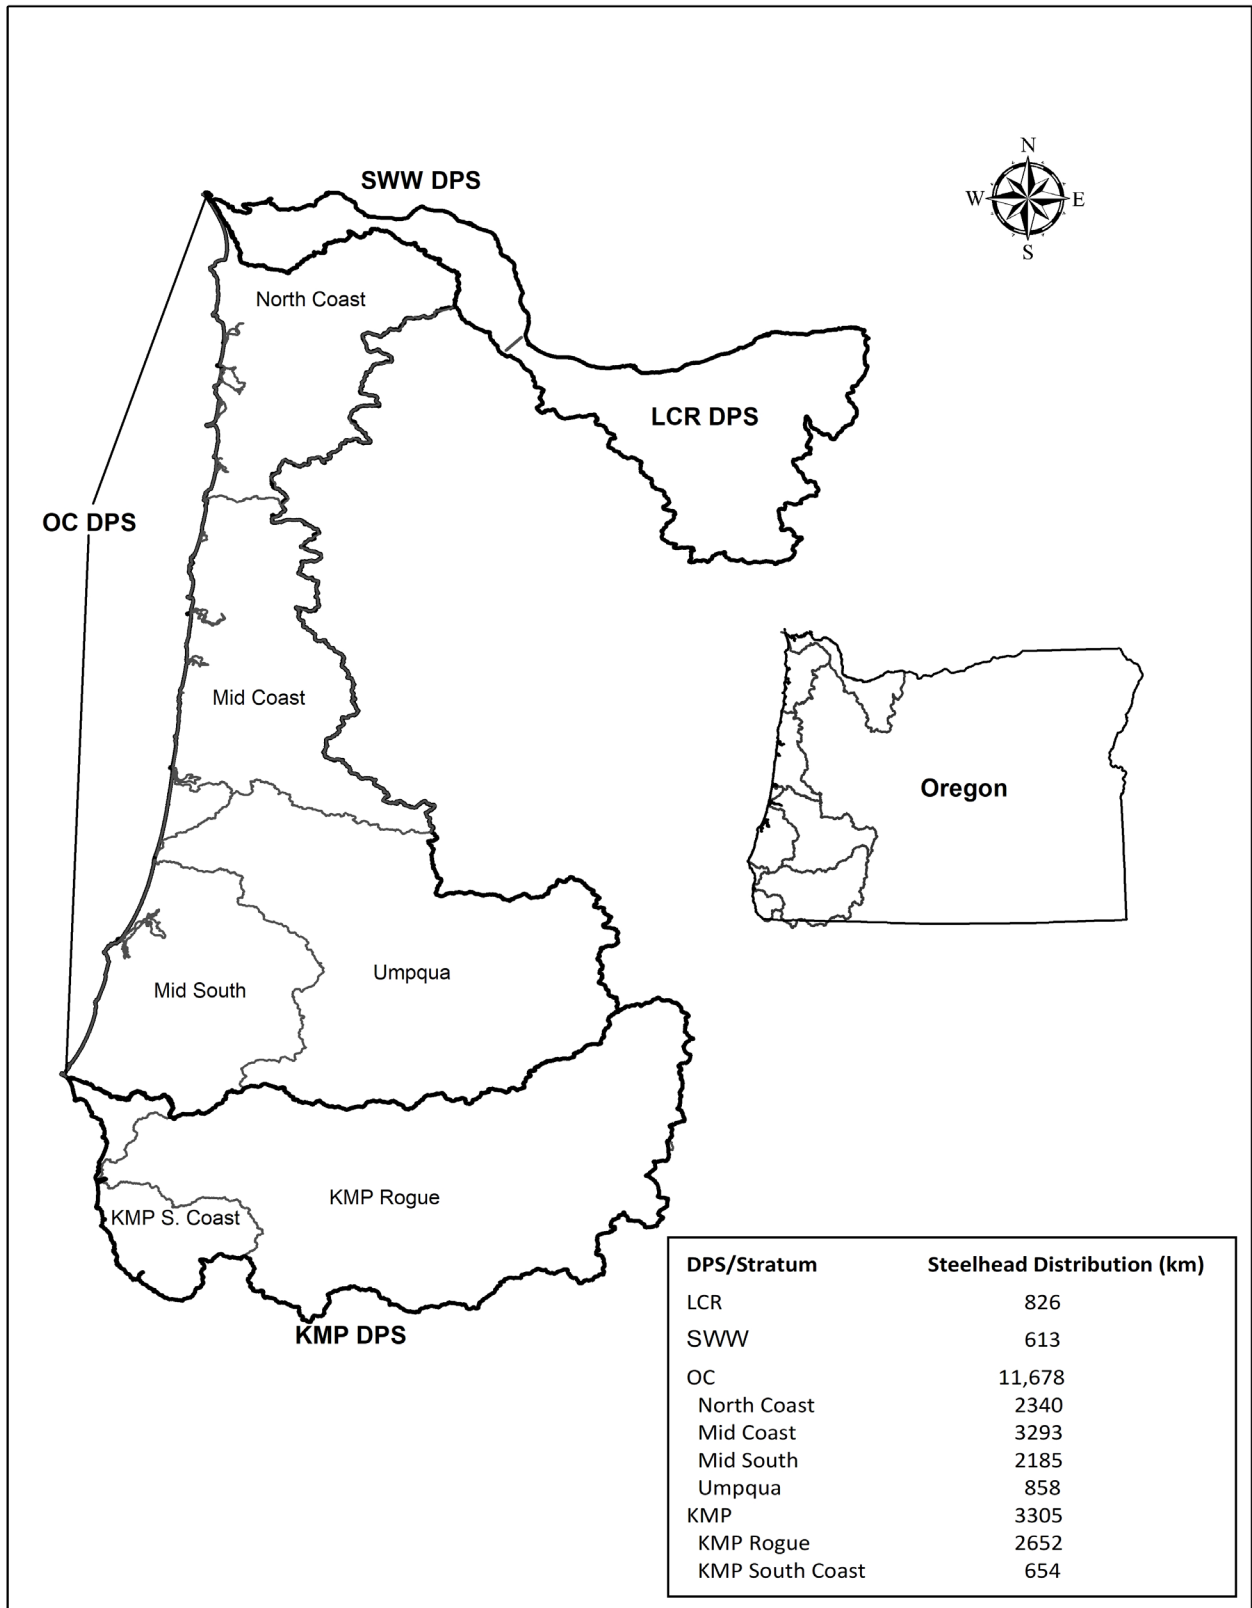 N
W E
S
SWW DPS
North Coast
LCR DPS
OC DPS
Mid Coast
Oregon
Umpqua
Mid South
KMP Rogue
KMP S. Coast
KMP DPS
DPS/Stratum Steelhead Distribution (km)
LCR 826
SWW 613
OC 11,678
North Coast 2340
Mid Coast 3293
Mid South 2185
Umpqua 858
KMP 3305
KMP Rogue 2652
KMP South Coast 654